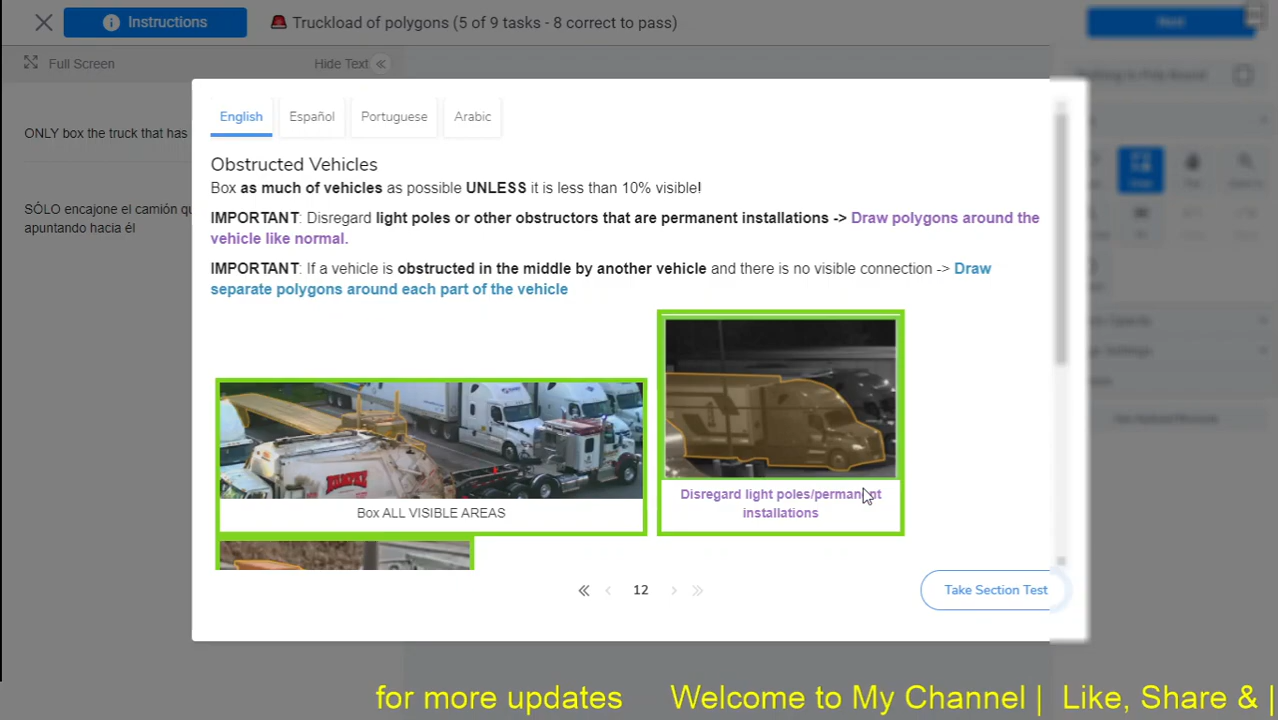 Instructions
Truckload of polygons (5 of 9 tasks - 8 correct to pass)
Full Screen
Hide Text
ONLY box the truck that has
SÓLO encajone el camión qu
apuntando hacia él
English
Español
Portuguese
Arabic
Obstructed Vehicles
Box as much of vehicles as possible UNLESS it is less than 10% visible!
IMPORTANT: Disregard light poles or other obstructors that are permanent installations -> Draw polygons around the
vehicle like normal.
IMPORTANT: If a vehicle is obstructed in the middle by another vehicle and there is no visible connection -> Draw
separate polygons around each part of the vehicle
Box ALL VISIBLE AREAS
Disregard light poles/permanent
installations
12
Take Section Test
for more updates Welcome to My Channel | Like, Share & |